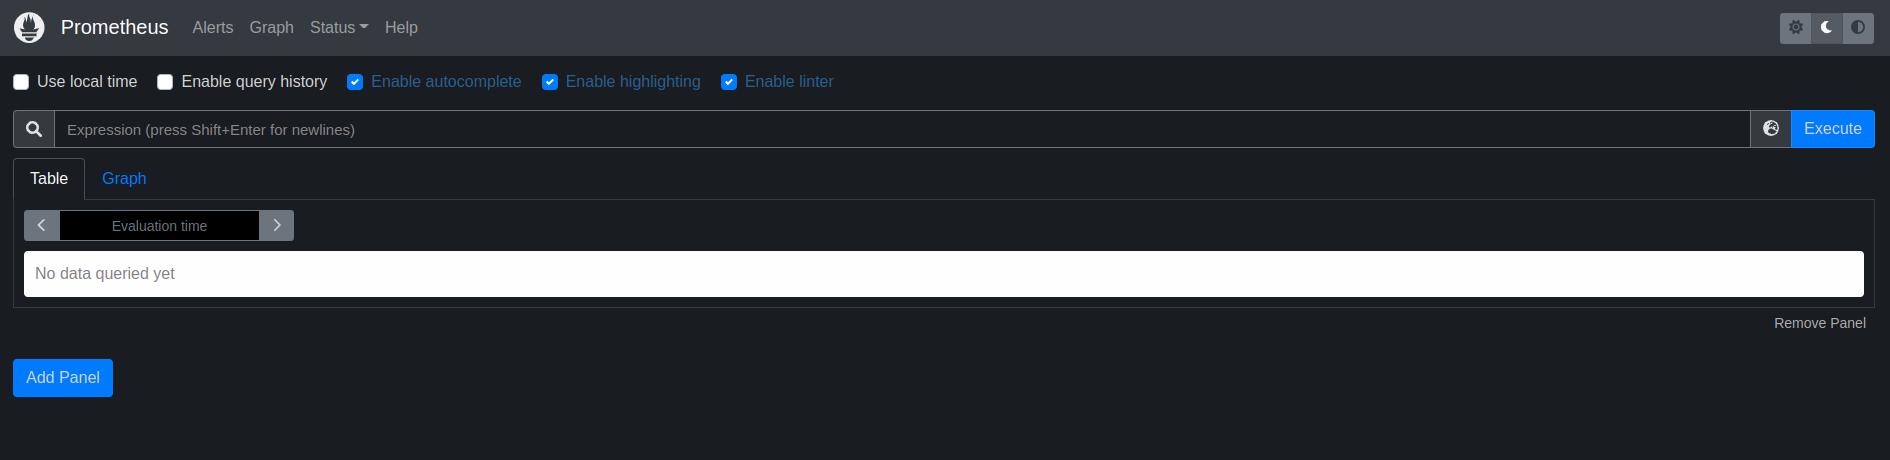 Prometheus Alerts Graph Status Help
Use local time Enable query history Enable autocomplete Enable highlighting Enable linter
Expression (press Shift+Enter for newlines) Execute
Table Graph
Evaluation time
No data queried yet
Remove Panel
Add Panel